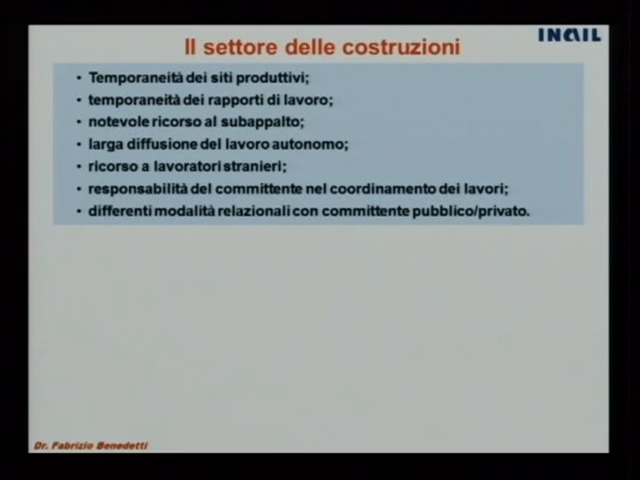 INAIL
Il settore delle costruzioni
• Temporaneità dei siti produttivi;
• temporaneità dei rapporti di lavoro;
• notevole ricorso al subappalto;
• larga diffusione del lavoro autonomo;
• ricorso a lavoratori stranieri;
• responsabilità del committente nel coordinamento dei lavori;
• differenti modalità relazionali con committente pubblico/privato.
Dr. Fabrizio Benedetti